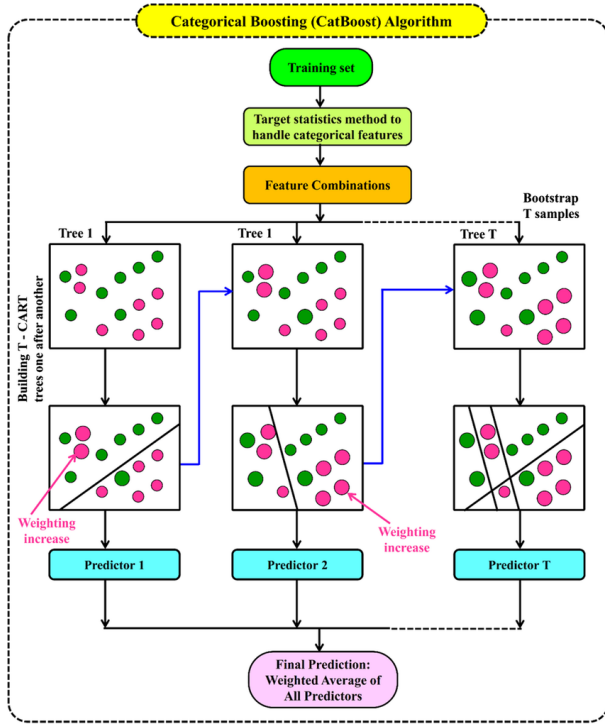 Categorical Boosting (CatBoost) Algorithm
Training set
Target statistics method to
handle categorical features
Feature Combinations
Bootstrap
T samples
Tree 1
Tree 1
Tree T
Building T - CART
trees one after another
Weighting
increase
Weighting
increase
Predictor 1
Predictor 2
Predictor T
Final Prediction:
Weighted Average of
All Predictors